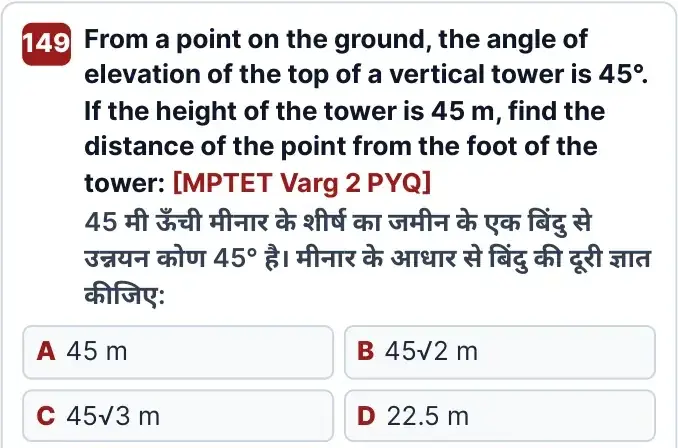 149 From a point on the ground, the angle of
elevation of the top of a vertical tower is 45°.
If the height of the tower is 45 m, find the
distance of the point from the foot of the
tower: [MPTET Varg 2 PYQ]
45 मी ऊँची मीनार के शीर्ष का जमीन के एक बिंदु से
उन्नयन कोण 45° है। मीनार के आधार से बिंदु की दूरी ज्ञात
कीजिए:
A 45 m
B 45√2 m
C 45√3 m
D 22.5 m